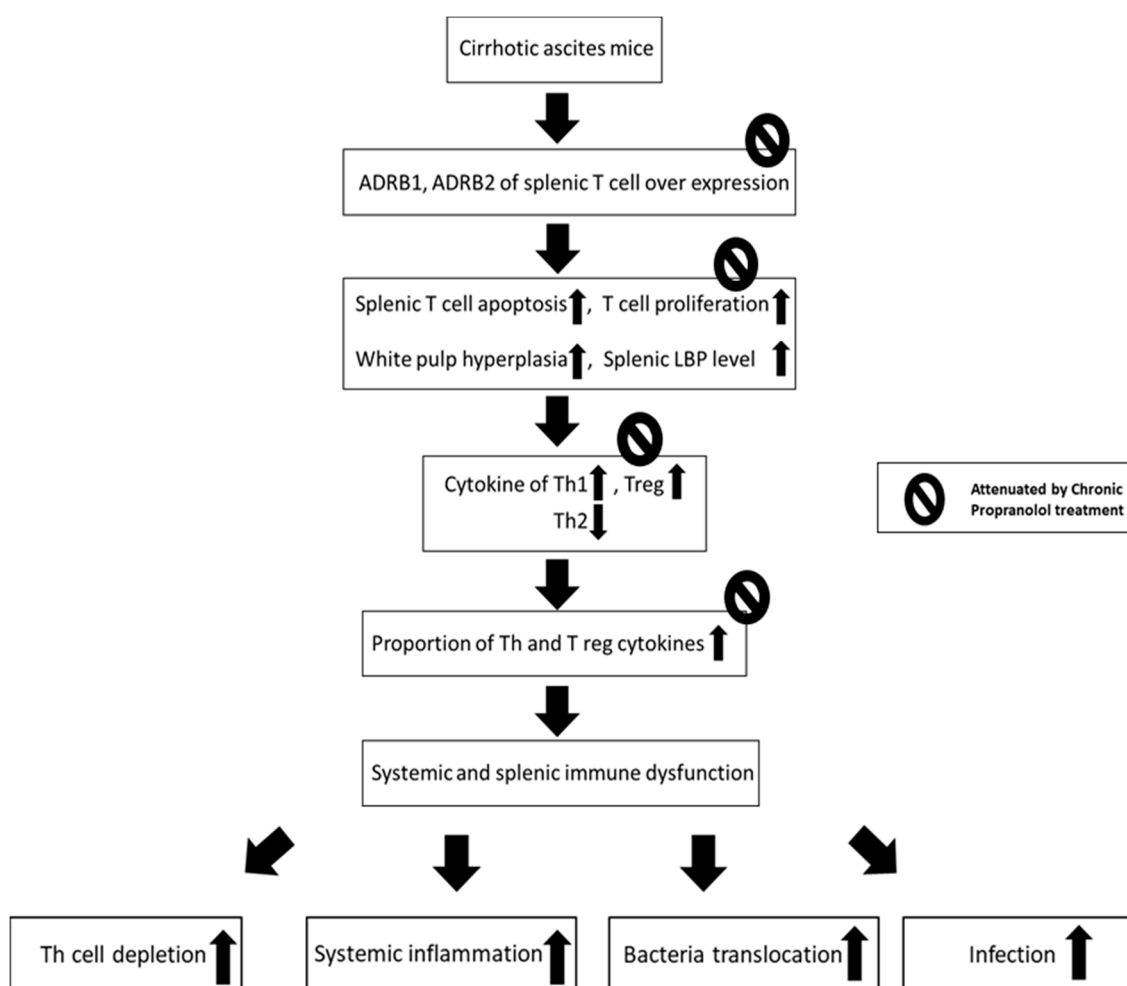 Cirrhotic ascites mice
ADRB1, ADRB2 of splenic T cell over expression
Splenic T cell apoptosis, T cell proliferation
White pulp hyperplasia, Splenic LBP level
Cytokine of Th1, Treg
Th2
Attenuated by Chronic
Propranolol treatment
Proportion of Th and T reg cytokines
Systemic and splenic immune dysfunction
Th cell depletion
Systemic inflammation
Bacteria translocation
Infection